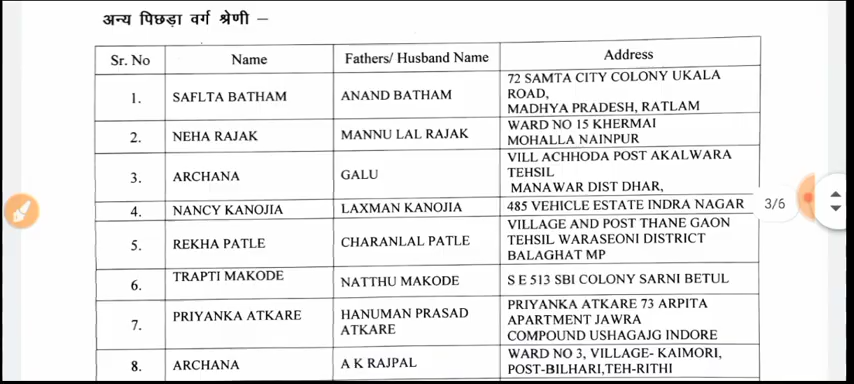 अन्य पिछड़ा वर्ग श्रेणी –
Sr. No Name Fathers/ Husband Name Address
1. SAFLTA BATHAM ANAND BATHAM 72 SAMTA CITY COLONY UKALA
ROAD,
MADHYA PRADESH, RATLAM
2. NEHA RAJAK MANNU LAL RAJAK WARD NO 15 KHERMAI
MOHALLA NAINPUR
3. ARCHANA GALU VILL ACHHODA POST AKALWARA
TEHSIL
MANAWAR DIST DHAR,
4. NANCY KANOJIA LAXMAN KANOJIA 485 VEHICLE ESTATE INDRA NAGAR
3/6
5. REKHA PATLE CHARANLAL PATLE VILLAGE AND POST THANE GAON
TEHSIL WARASEONI DISTRICT
BALAGHAT MP
6. TRAPTI MAKODE NATTHU MAKODE S E 513 SBI COLONY SARNI BETUL
7. PRIYANKA ATKARE HANUMAN PRASAD
ATKARE PRIYANKA ATKARE 73 ARPITA
APARTMENT JAWRA
COMPOUND USHAGAJG INDORE
8. ARCHANA A K RAJPAL WARD NO 3, VILLAGE- KAIMORI,
POST-BILHARI,TEH-RITHI